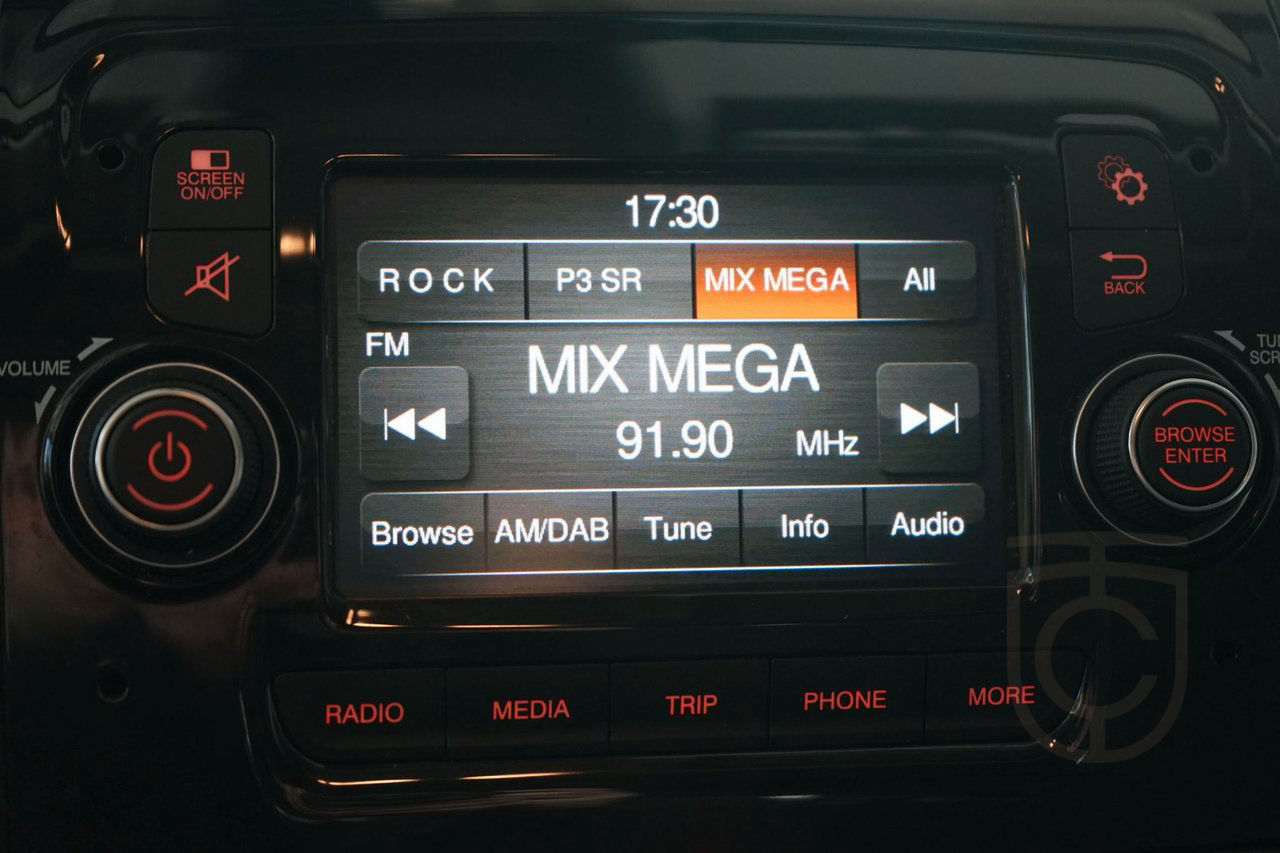 SCREEN
ON/OFF
17:30
ROCK
P3 SR
MIX MEGA
All
BACK
FM
MIX MEGA
VOLUME
91.90 MHz
BROWSE
ENTER
Browse
AM/DAB
Tune
Info
Audio
RADIO
MEDIA
TRIP
PHONE
MORE